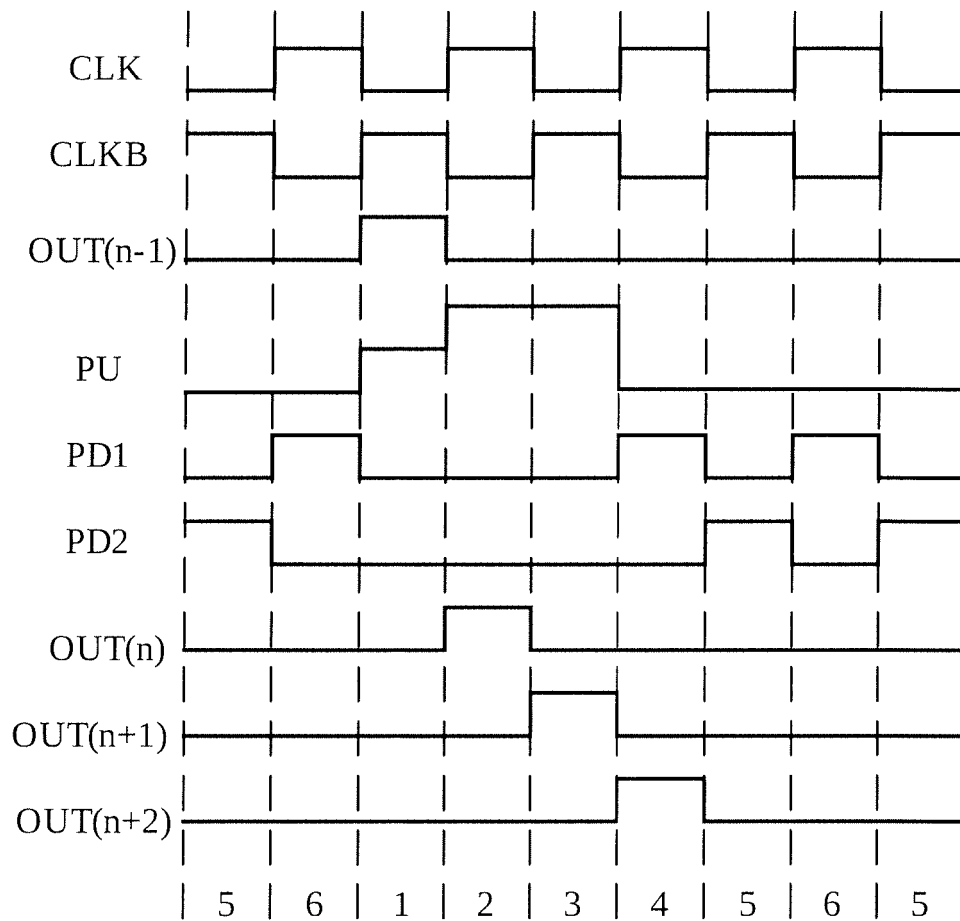 CLK
CLKB
OUT(n-1)
PU
PD1
PD2
OUT(n)
OUT(n+1)
OUT(n+2)
5 6 1 2 3 4 5 6 5